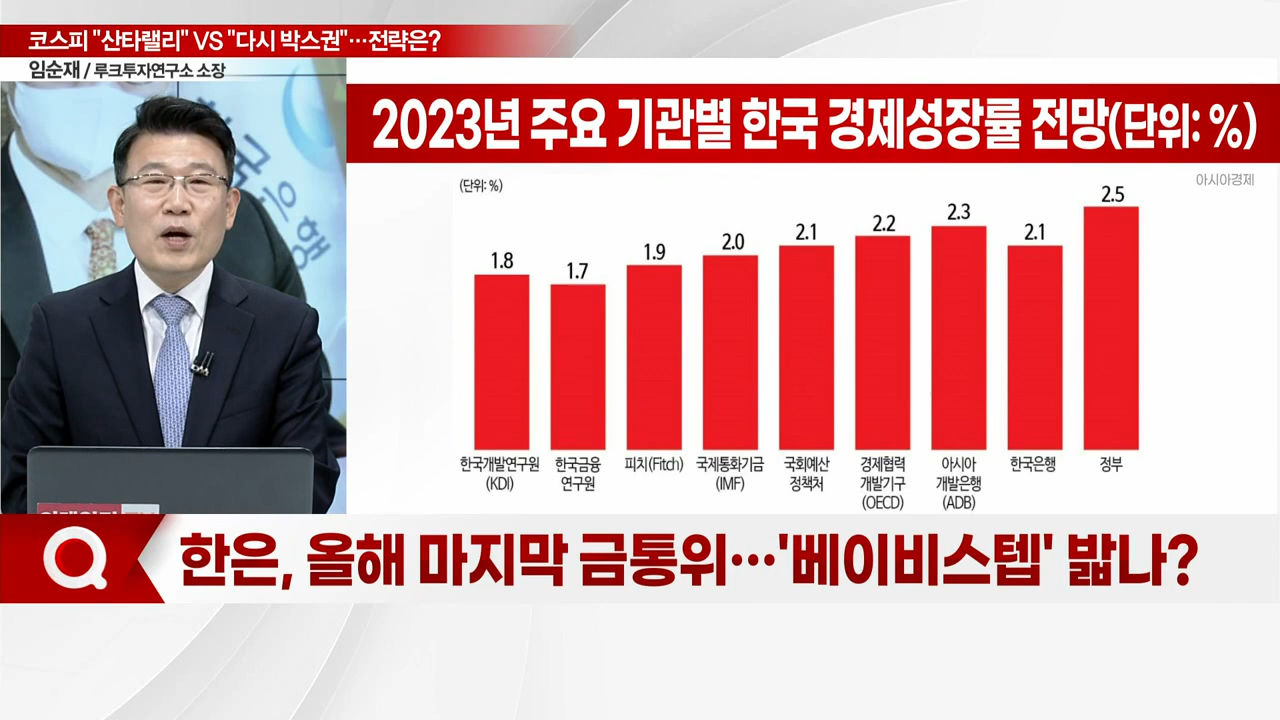 코스피 "산타랠리" VS "다시 박스권"…전략은?
임순재 / 루크투자연구소 소장
2023년 주요 기관별 한국 경제성장률 전망(단위: %)
(단위: %)
아시아경제
1.8
1.7
1.9
2.0
2.1
2.2
2.3
2.1
2.5
한국개발연구원
(KDI)
한국금융
연구원
피치(Fitch)
국제통화기금
(IMF)
국회예산
정책처
경제협력
개발기구
(OECD)
아시아
개발은행
(ADB)
한국은행
정부
한은, 올해 마지막 금통위…'베이비스텝' 밟나?